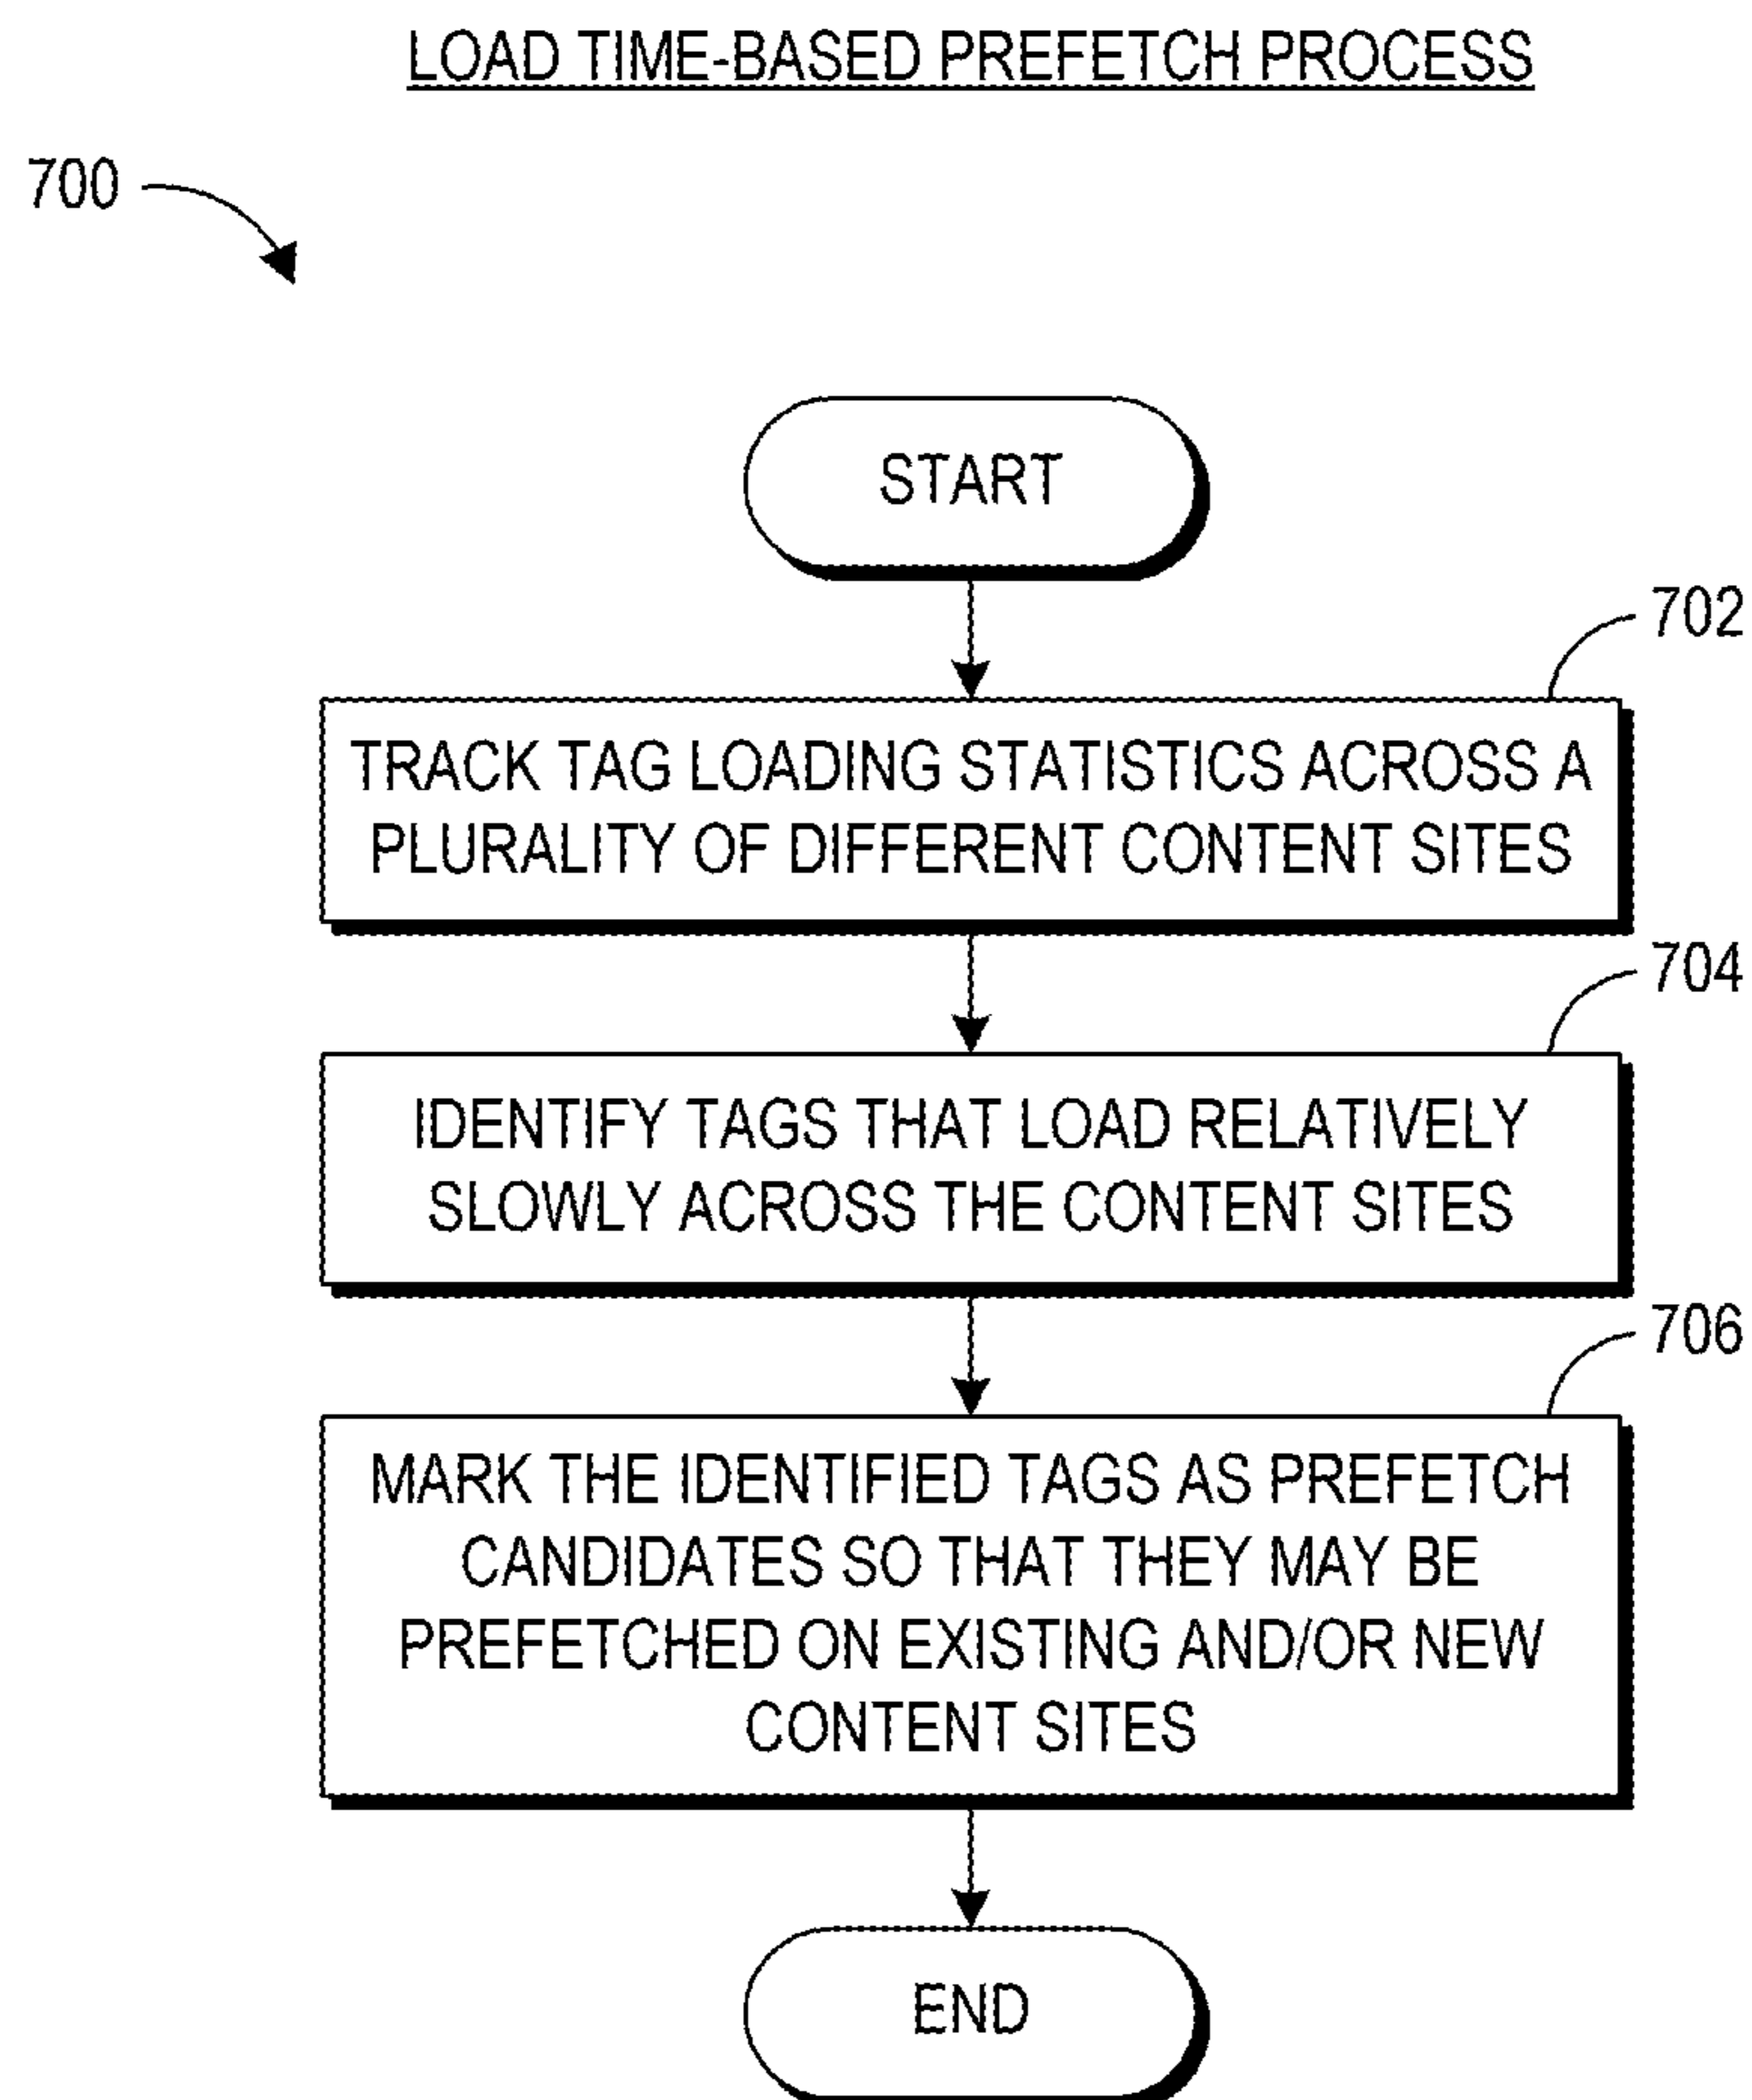 LOAD TIME-BASED PREFETCH PROCESS
700
START
702
TRACK TAG LOADING STATISTICS ACROSS A
PLURALITY OF DIFFERENT CONTENT SITES
704
IDENTIFY TAGS THAT LOAD RELATIVELY
SLOWLY ACROSS THE CONTENT SITES
706
MARK THE IDENTIFIED TAGS AS PREFETCH
CANDIDATES SO THAT THEY MAY BE
PREFETCHED ON EXISTING AND/OR NEW
CONTENT SITES
END